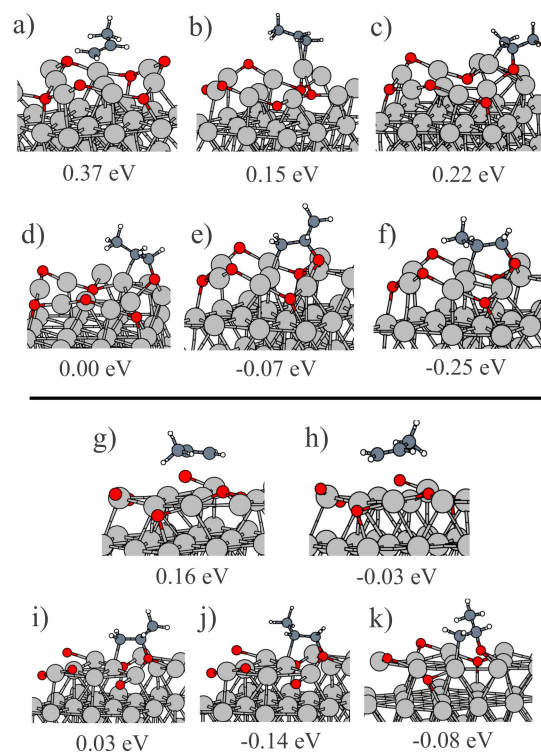 a) b) c)
0.37 eV 0.15 eV 0.22 eV
d) e) f)
0.00 eV -0.07 eV -0.25 eV
g) h)
0.16 eV -0.03 eV
i) j) k)
0.03 eV -0.14 eV -0.08 eV